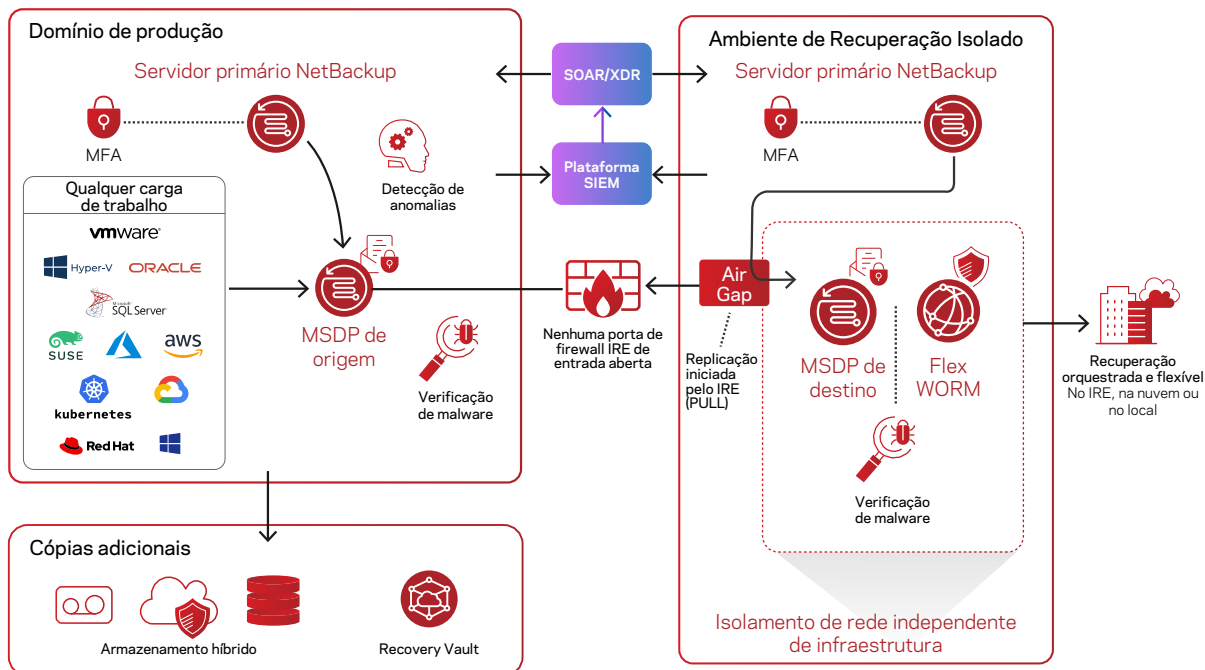 Domínio de produção
Servidor primário NetBackup
MFA
Detecção de
anomalias
Qualquer carga
de trabalho
vmware
Hyper-V
ORACLE
Microsoft
SQL Server
SUSE
aws
kubernetes
Red Hat
MSDP de
origem
Verificação
de malware
SOAR/XDR
Plataforma
SIEM
Nenhuma porta de
firewall IRE de
entrada aberta
Ambiente de Recuperação Isolado
Servidor primário NetBackup
MFA
Air
Gap
Replicação
iniciada
pelo IRE
(PULL)
MSDP de
destino
Flex
WORM
Verificação
de malware
Isolamento de rede independente
de infraestrutura
Recuperação
orquestrada e flexível
No IRE, na nuvem ou
no local
Cópias adicionais
Armazenamento híbrido
Recovery Vault